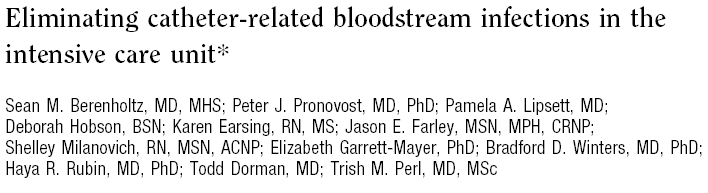 Eliminating catheter-related bloodstream infections in the
intensive care unit*
Sean M. Berenholtz, MD, MHS; Peter J. Pronovost, MD, PhD; Pamela A. Lipsett, MD;
Deborah Hobson, BSN; Karen Earsing, RN, MS; Jason E. Farley, MSN, MPH, CRNP;
Shelley Milanovich, RN, MSN, ACNP; Elizabeth Garrett-Mayer, PhD; Bradford D. Winters, MD, PhD;
Haya R. Rubin, MD, PhD; Todd Dorman, MD; Trish M. Perl, MD, MSc